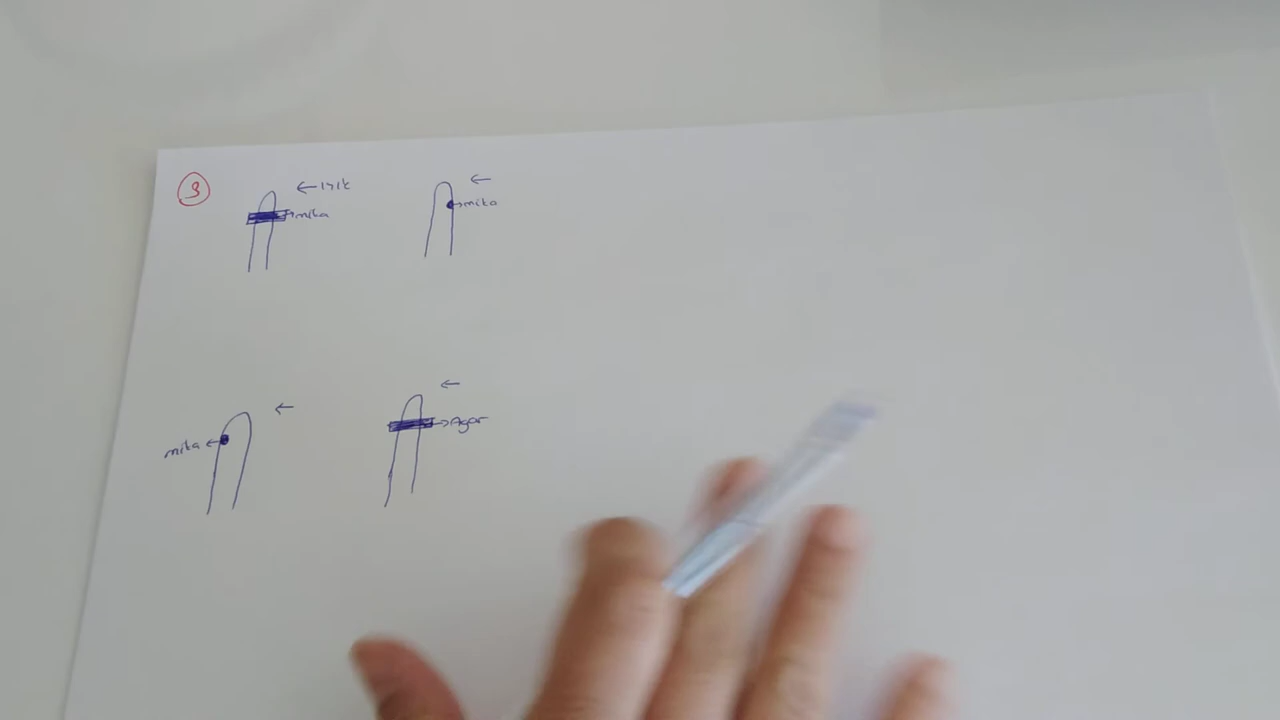 3
← ışık
→ mika
←
→ mika
←
mika ←
←
→ Agar